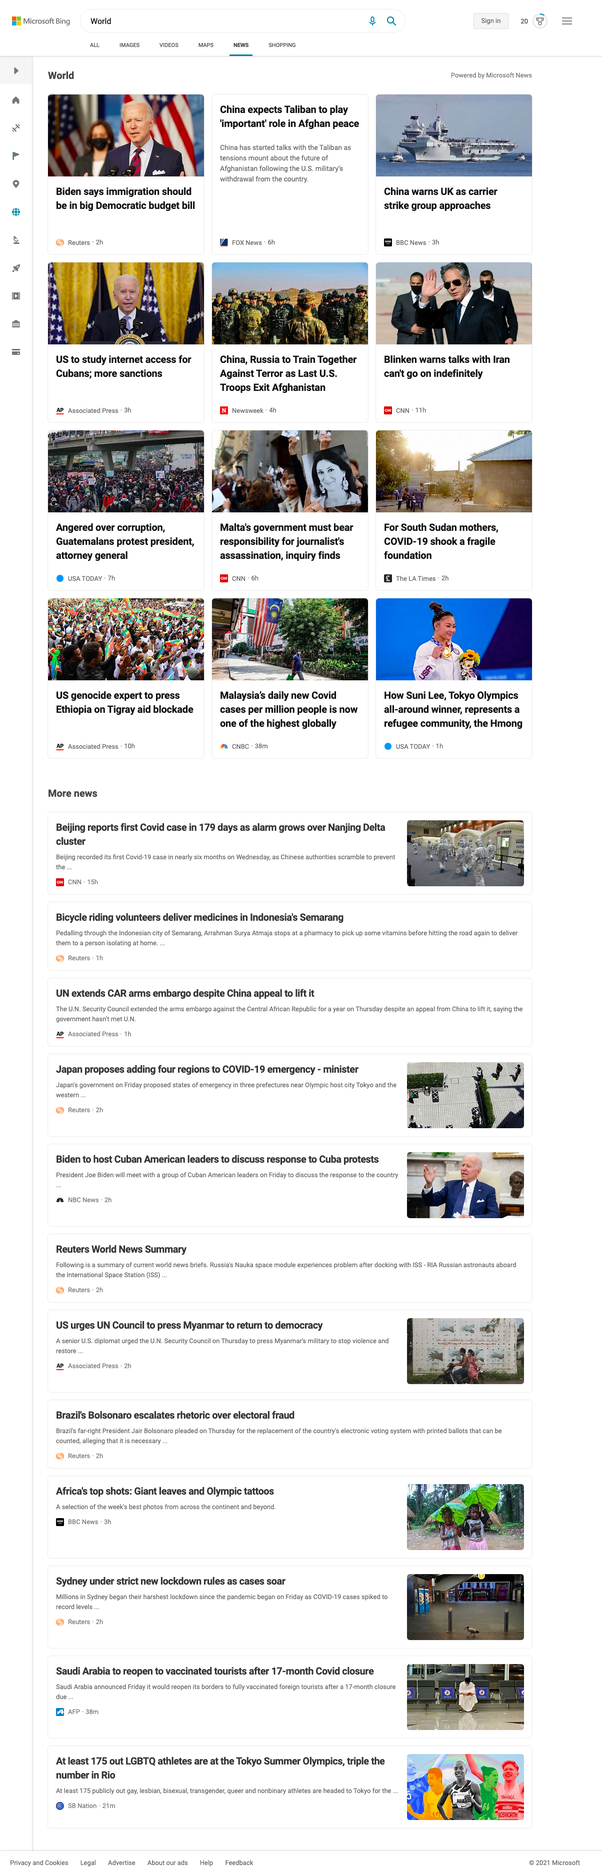 Microsoft Bing
World
Sign in
20
ALL IMAGES VIDEOS MAPS NEWS SHOPPING
World
Powered by Microsoft News
Biden says immigration should
be in big Democratic budget bill
Reuters · 2h
China expects Taliban to play
'important' role in Afghan peace
China has started talks with the Taliban as
tensions mount about the future of
Afghanistan following the U.S. military's
withdrawal from the country.
FOX News · 6h
China warns UK as carrier
strike group approaches
BBC News · 3h
US to study internet access for
Cubans; more sanctions
AP Associated Press · 3h
China, Russia to Train Together
Against Terror as Last U.S.
Troops Exit Afghanistan
N Newsweek · 4h
Blinken warns talks with Iran
can't go on indefinitely
CNN · 11h
Angered over corruption,
Guatemalans protest president,
attorney general
USA TODAY · 7h
Malta's government must bear
responsibility for journalist's
assassination, inquiry finds
CNN · 6h
For South Sudan mothers,
COVID-19 shook a fragile
foundation
The LA Times · 2h
US genocide expert to press
Ethiopia on Tigray aid blockade
AP Associated Press · 10h
Malaysia's daily new Covid
cases per million people is now
one of the highest globally
CNBC · 38m
USA
How Suni Lee, Tokyo Olympics
all-around winner, represents a
refugee community, the Hmong
USA TODAY · 1h
More news
Beijing reports first Covid case in 179 days as alarm grows over Nanjing Delta
cluster
Beijing recorded its first Covid-19 case in nearly six months on Wednesday, as Chinese authorities scramble to prevent
the ...
CNN · 15h
Bicycle riding volunteers deliver medicines in Indonesia's Semarang
Pedalling through the Indonesian city of Semarang, Arrahman Surya Atmaja stops at a pharmacy to pick up some vitamins before hitting the road again to deliver
them to a person isolating at home. ...
Reuters · 1h
UN extends CAR arms embargo despite China appeal to lift it
The U.N. Security Council extended the arms embargo against the Central African Republic for a year on Thursday despite an appeal from China to lift it, saying the
government hasn't met U.N.
AP Associated Press · 1h
Japan proposes adding four regions to COVID-19 emergency - minister
Japan's government on Friday proposed states of emergency in three prefectures near Olympic host city Tokyo and the
western ...
Reuters · 2h
Biden to host Cuban American leaders to discuss response to Cuba protests
President Joe Biden will meet with a group of Cuban American leaders on Friday to discuss the response to the country
...
NBC News · 2h
Reuters World News Summary
Following is a summary of current world news briefs. Russia's Nauka space module experiences problem after docking with ISS - RIA Russian astronauts aboard
the International Space Station (ISS) ...
Reuters · 2h
US urges UN Council to press Myanmar to return to democracy
A senior U.S. diplomat urged the U.N. Security Council on Thursday to press Myanmar's military to stop violence and
restore ...
AP Associated Press · 2h
Brazil's Bolsonaro escalates rhetoric over electoral fraud
Brazil's far-right President Jair Bolsonaro pleaded on Thursday for the replacement of the country's electronic voting system with printed ballots that can be
counted, alleging that it is necessary ...
Reuters · 2h
Africa's top shots: Giant leaves and Olympic tattoos
A selection of the week's best photos from across the continent and beyond.
BBC News · 3h
Sydney under strict new lockdown rules as cases soar
Millions in Sydney began their harshest lockdown since the pandemic began on Friday as COVID-19 cases spiked to
record levels ...
Reuters · 2h
Saudi Arabia to reopen to vaccinated tourists after 17-month Covid closure
Saudi Arabia announced Friday it would reopen its borders to fully vaccinated foreign tourists after a 17-month closure
due ...
AFP · 38m
At least 175 out LGBTQ athletes are at the Tokyo Summer Olympics, triple the
number in Rio
At least 175 publicly out gay, lesbian, bisexual, transgender, queer and nonbinary athletes are headed to Tokyo for the ...
SB Nation · 21m
Privacy and Cookies Legal Advertise About our ads Help Feedback
© 2021 Microsoft